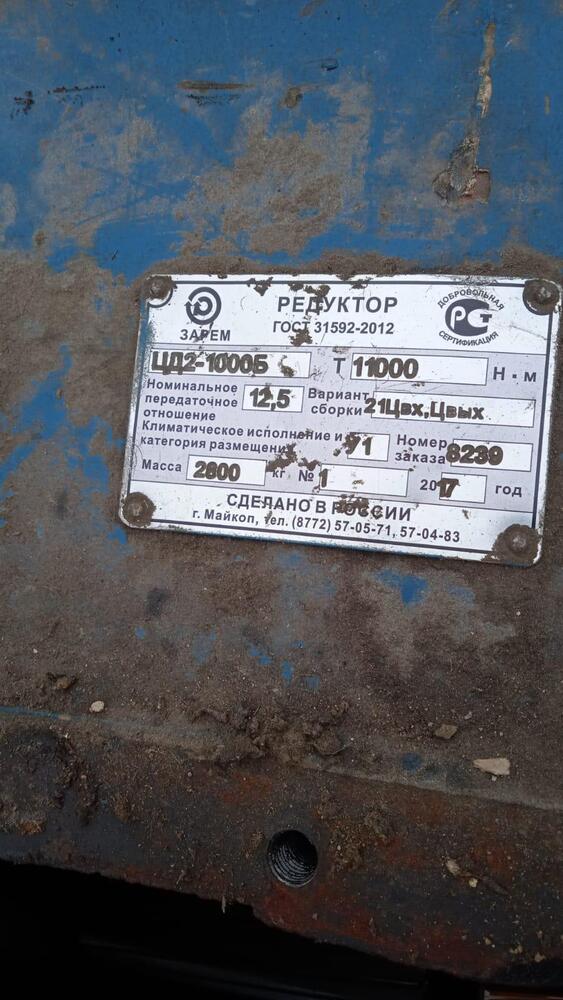 ЗАРЕМ
РЕДУКТОР
ГОСТ 31592-2012
ДОБРОВОЛЬНАЯ
РСТ
СЕРТИФИКАЦИЯ
ЦД2-1000Б Т 11000 Н·м
Номинальное передаточное отношение 12,5 Вариант сборки 21Цвх,Цвых
Климатическое исполнение и категория размещения У1 Номер заказа 8239
Масса 2600 кг № 1 2017 год
СДЕЛАНО В РОССИИ
г. Майкоп, тел. (8772) 57-05-71, 57-04-83